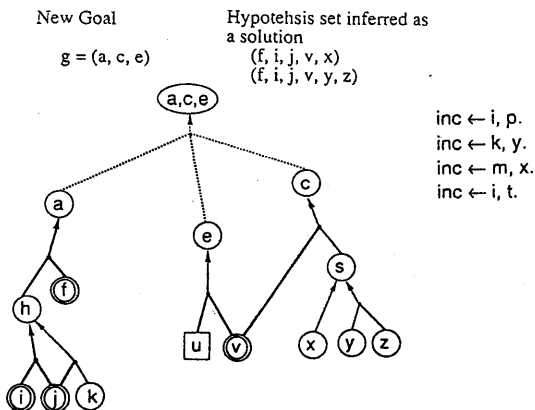 New Goal
g = (a, c, e)
Hypotehsis set inferred as
a solution
(f, i, j, v, x)
(f, i, j, v, y, z)
a,c,e
inc ← i, p.
inc ← k, y.
inc ← m, x.
inc ← i, t.
c
a
e
s
f
h
u
v
x
y
z
i
j
k